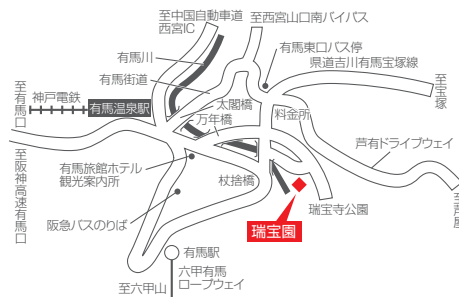 至中国自動車道
西宮IC
至西宮山口南バイパス
有馬川
有馬東口バス停
県道吉川有馬宝塚線
有馬街道
至有馬口
神戸電鉄
有馬温泉駅
太閤橋
万年橋
料金所
至宝塚
芦有ドライブウェイ
至阪神高速有馬口
有馬旅館ホテル
観光案内所
杖捨橋
至芦屋
瑞宝寺公園
阪急バスのりば
瑞宝園
有馬駅
六甲有馬
ロープウェイ
至六甲山